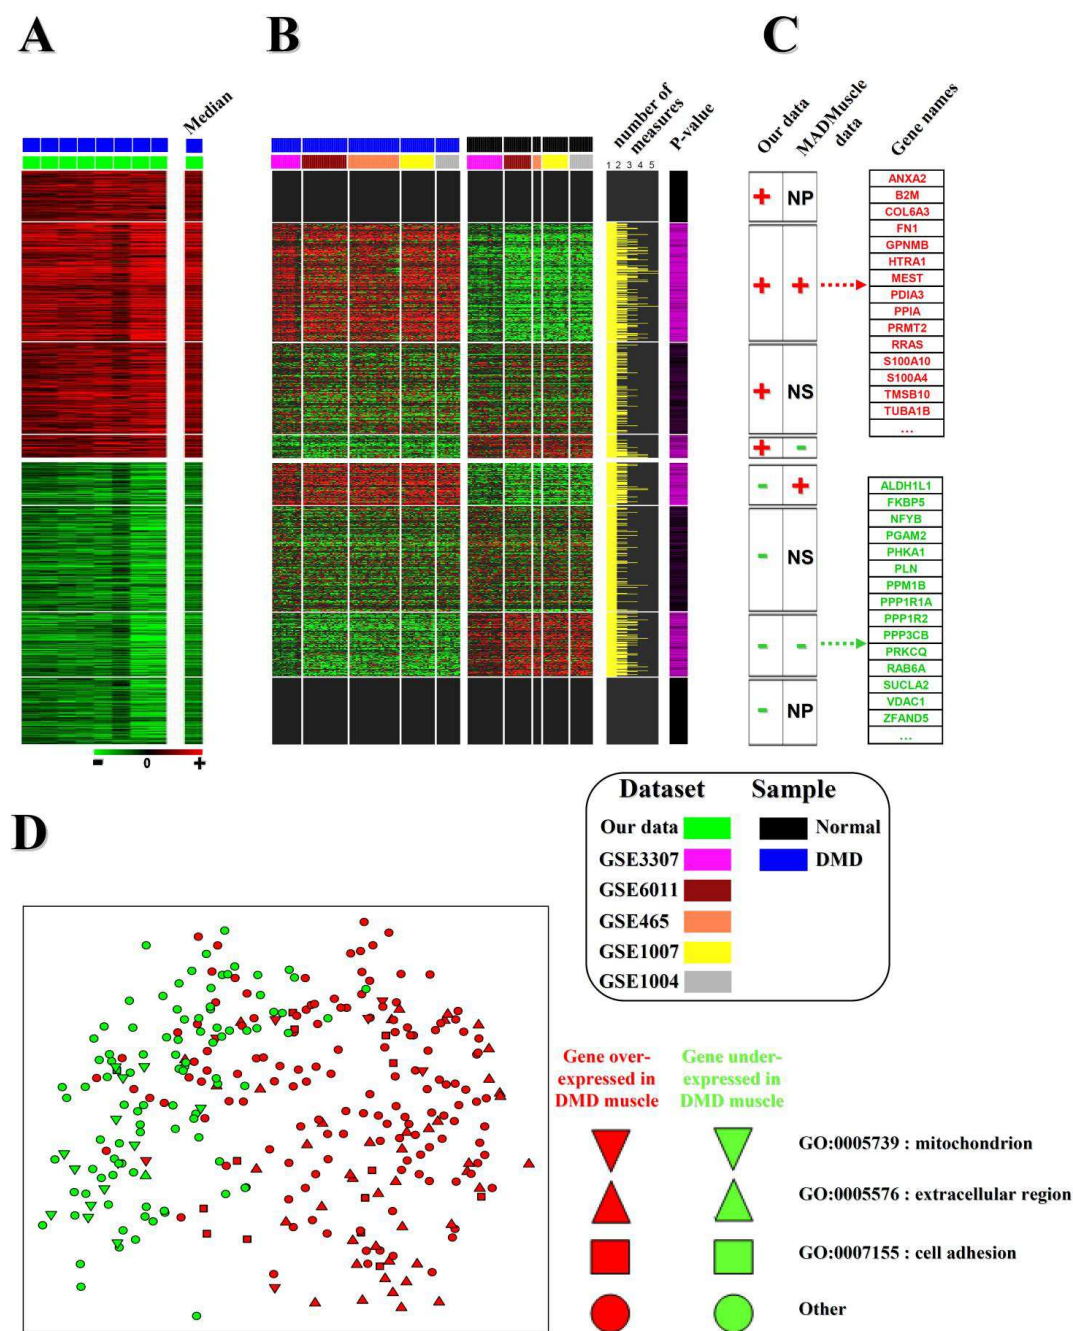 A
B
C
Median
number of
measures
P-value
Our data
MADMuscle
data
Gene names
1 2 3 4 5
+ NP
+ +
+ NS
+ -
- +
- NS
- -
- NP
ANXA2
B2M
COL6A3
FN1
GPNMB
HTRA1
MEST
PDIA3
PPIA
PRMT2
RRAS
S100A10
S100A4
TMSB10
TUBA1B
...
ALDH1L1
FKBP5
NFYB
PGAM2
PHKA1
PLN
PPM1B
PPP1R1A
PPP1R2
PPP3CB
PRKCQ
RAB6A
SUCLA2
VDAC1
ZFAND5
...
- 0 +
D
Dataset Sample
Our data Normal
GSE3307 DMD
GSE6011
GSE465
GSE1007
GSE1004
Gene over-
expressed in
DMD muscle
Gene under-
expressed in
DMD muscle
GO:0005739 : mitochondrion
GO:0005576 : extracellular region
GO:0007155 : cell adhesion
Other